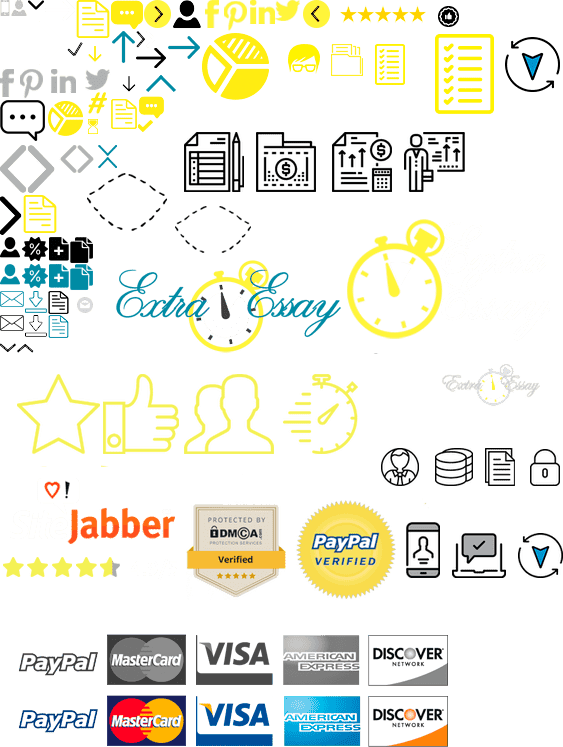 Extra Essay
Extra Essay
Jabber
PROTECTED BY
DMCA.com
PROTECTION SERVICES
Verified
PayPal
VERIFIED
PayPal
MasterCard
VISA
AMERICAN
EXPRESS
DISCOVER
NETWORK
PayPal
MasterCard
VISA
AMERICAN
EXPRESS
DISCOVER
NETWORK